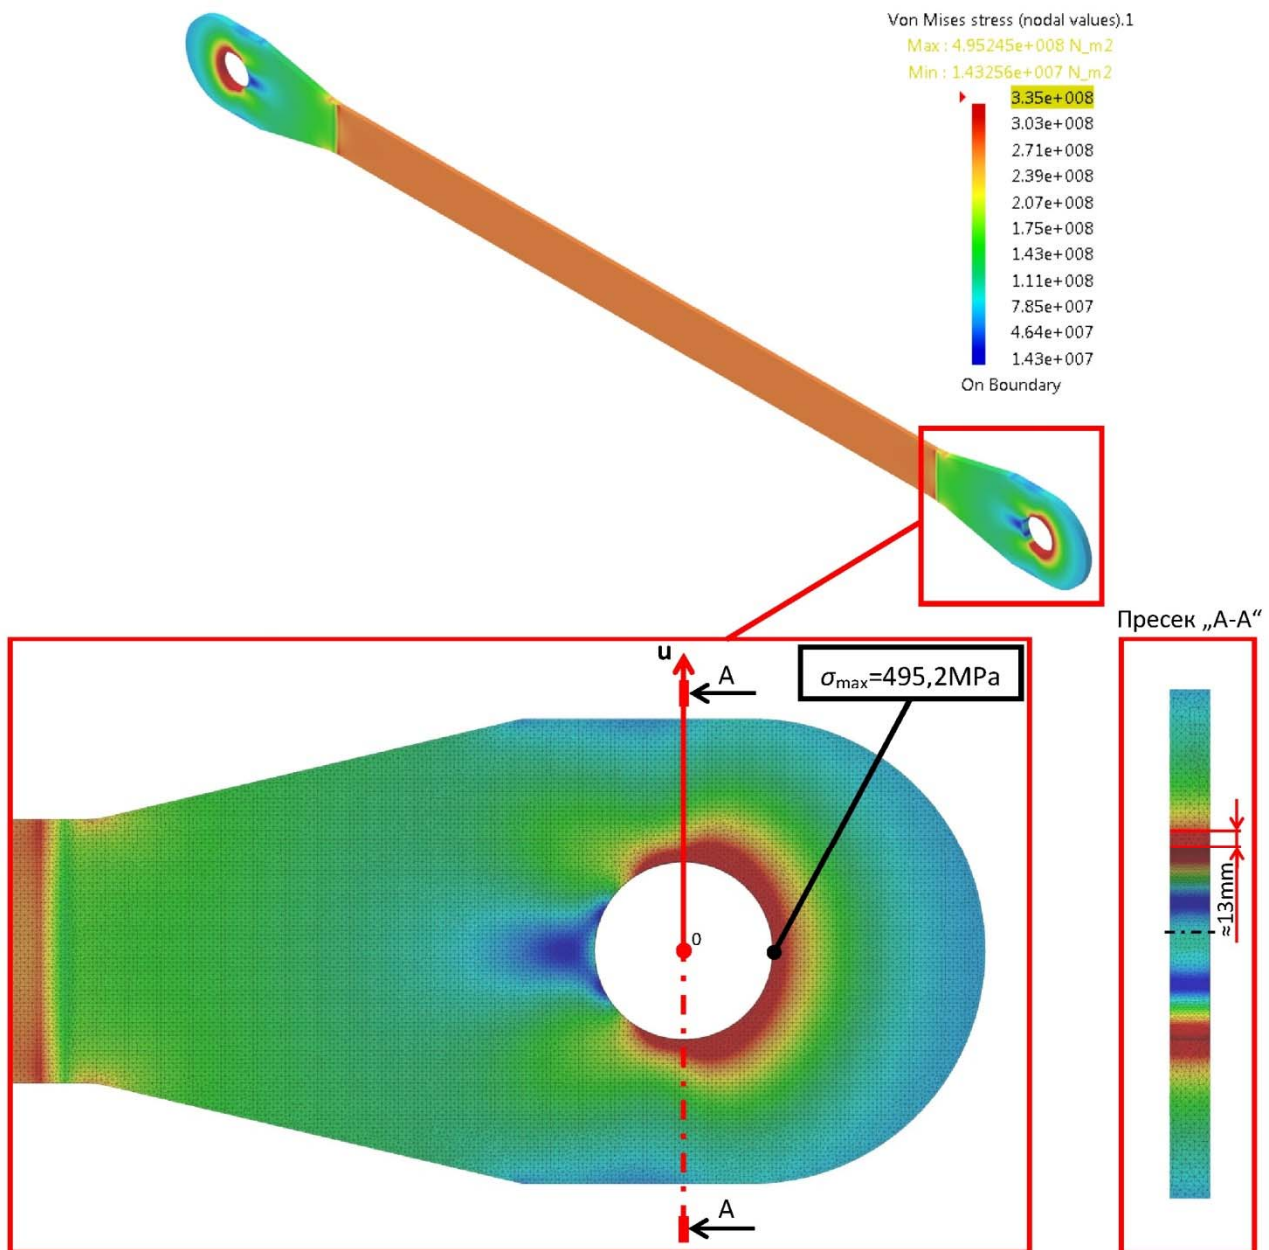 Von Mises stress (nodal values).1
Max : 4.95245e+008 N_m2
Min : 1.43256e+007 N_m2
3.35e+008
3.03e+008
2.71e+008
2.39e+008
2.07e+008
1.75e+008
1.43e+008
1.11e+008
7.85e+007
4.64e+007
1.43e+007
On Boundary
Пресек „А-А“
u
A
σmax=495,2MPa
0
≈13mm
A